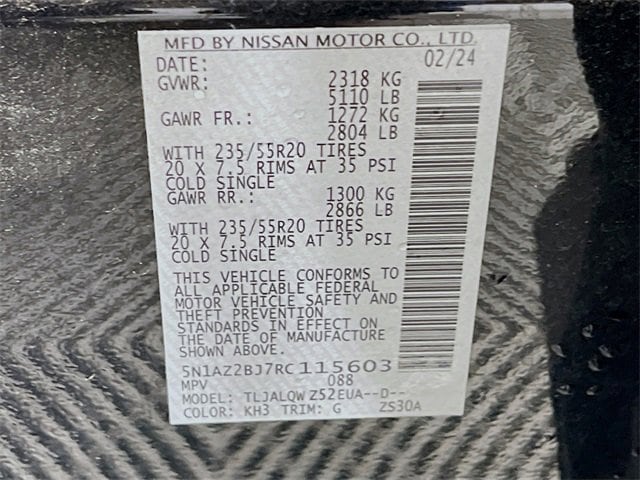 MFD BY NISSAN MOTOR CO., LTD.
DATE: 02/24
GVWR: 2318 KG
5110 LB
GAWR FR.: 1272 KG
2804 LB
WITH 235/55R20 TIRES
20 X 7.5 RIMS AT 35 PSI
COLD SINGLE
GAWR RR.: 1300 KG
2866 LB
WITH 235/55R20 TIRES
20 X 7.5 RIMS AT 35 PSI
COLD SINGLE
THIS VEHICLE CONFORMS TO
ALL APPLICABLE FEDERAL
MOTOR VEHICLE SAFETY AND
THEFT PREVENTION
STANDARDS IN EFFECT ON
THE DATE OF MANUFACTURE
SHOWN ABOVE.
5N1AZ2BJ7RC115603
MPV 088
MODEL: TLJALQW Z52EUA--D--
COLOR: KH3 TRIM: G ZS30A